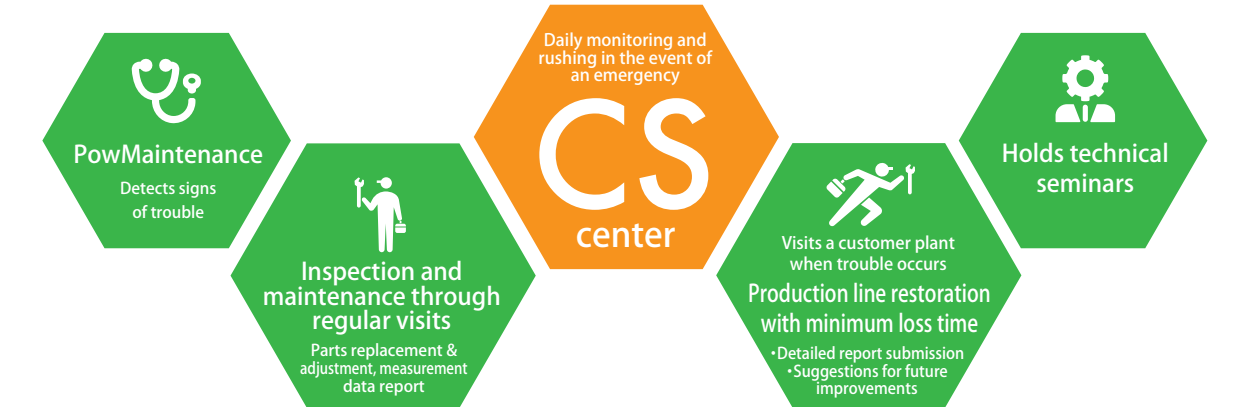 PowMaintenance
Detects signs
of trouble
Inspection and
maintenance through
regular visits
Parts replacement &
adjustment, measurement
data report
Daily monitoring and
rushing in the event of
an emergency
CS
center
Visits a customer plant
when trouble occurs
Production line restoration
with minimum loss time
・Detailed report submission
・Suggestions for future
improvements
Holds technical
seminars